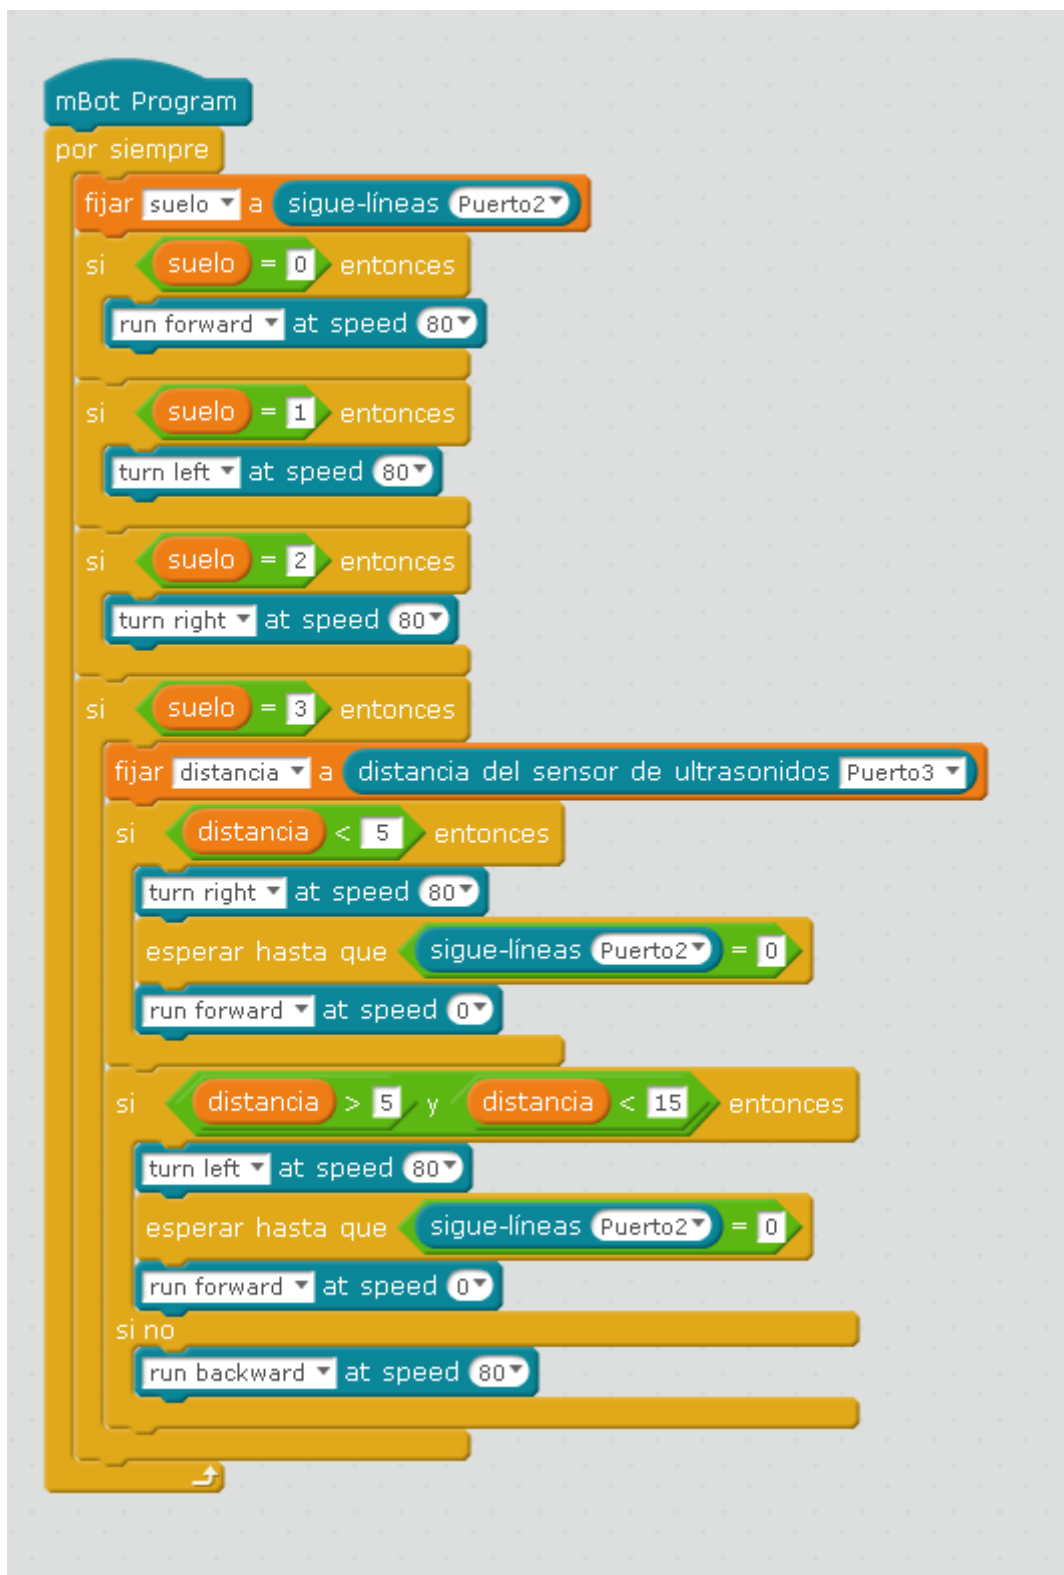 mBot Program
por siempre
fijar suelo a sigue-líneas Puerto2
si suelo = 0 entonces
run forward at speed 80
si suelo = 1 entonces
turn left at speed 80
si suelo = 2 entonces
turn right at speed 80
si suelo = 3 entonces
fijar distancia a distancia del sensor de ultrasonidos Puerto3
si distancia < 5 entonces
turn right at speed 80
esperar hasta que sigue-líneas Puerto2 = 0
run forward at speed 0
si distancia > 5 y distancia < 15 entonces
turn left at speed 80
esperar hasta que sigue-líneas Puerto2 = 0
run forward at speed 0
si no
run backward at speed 80